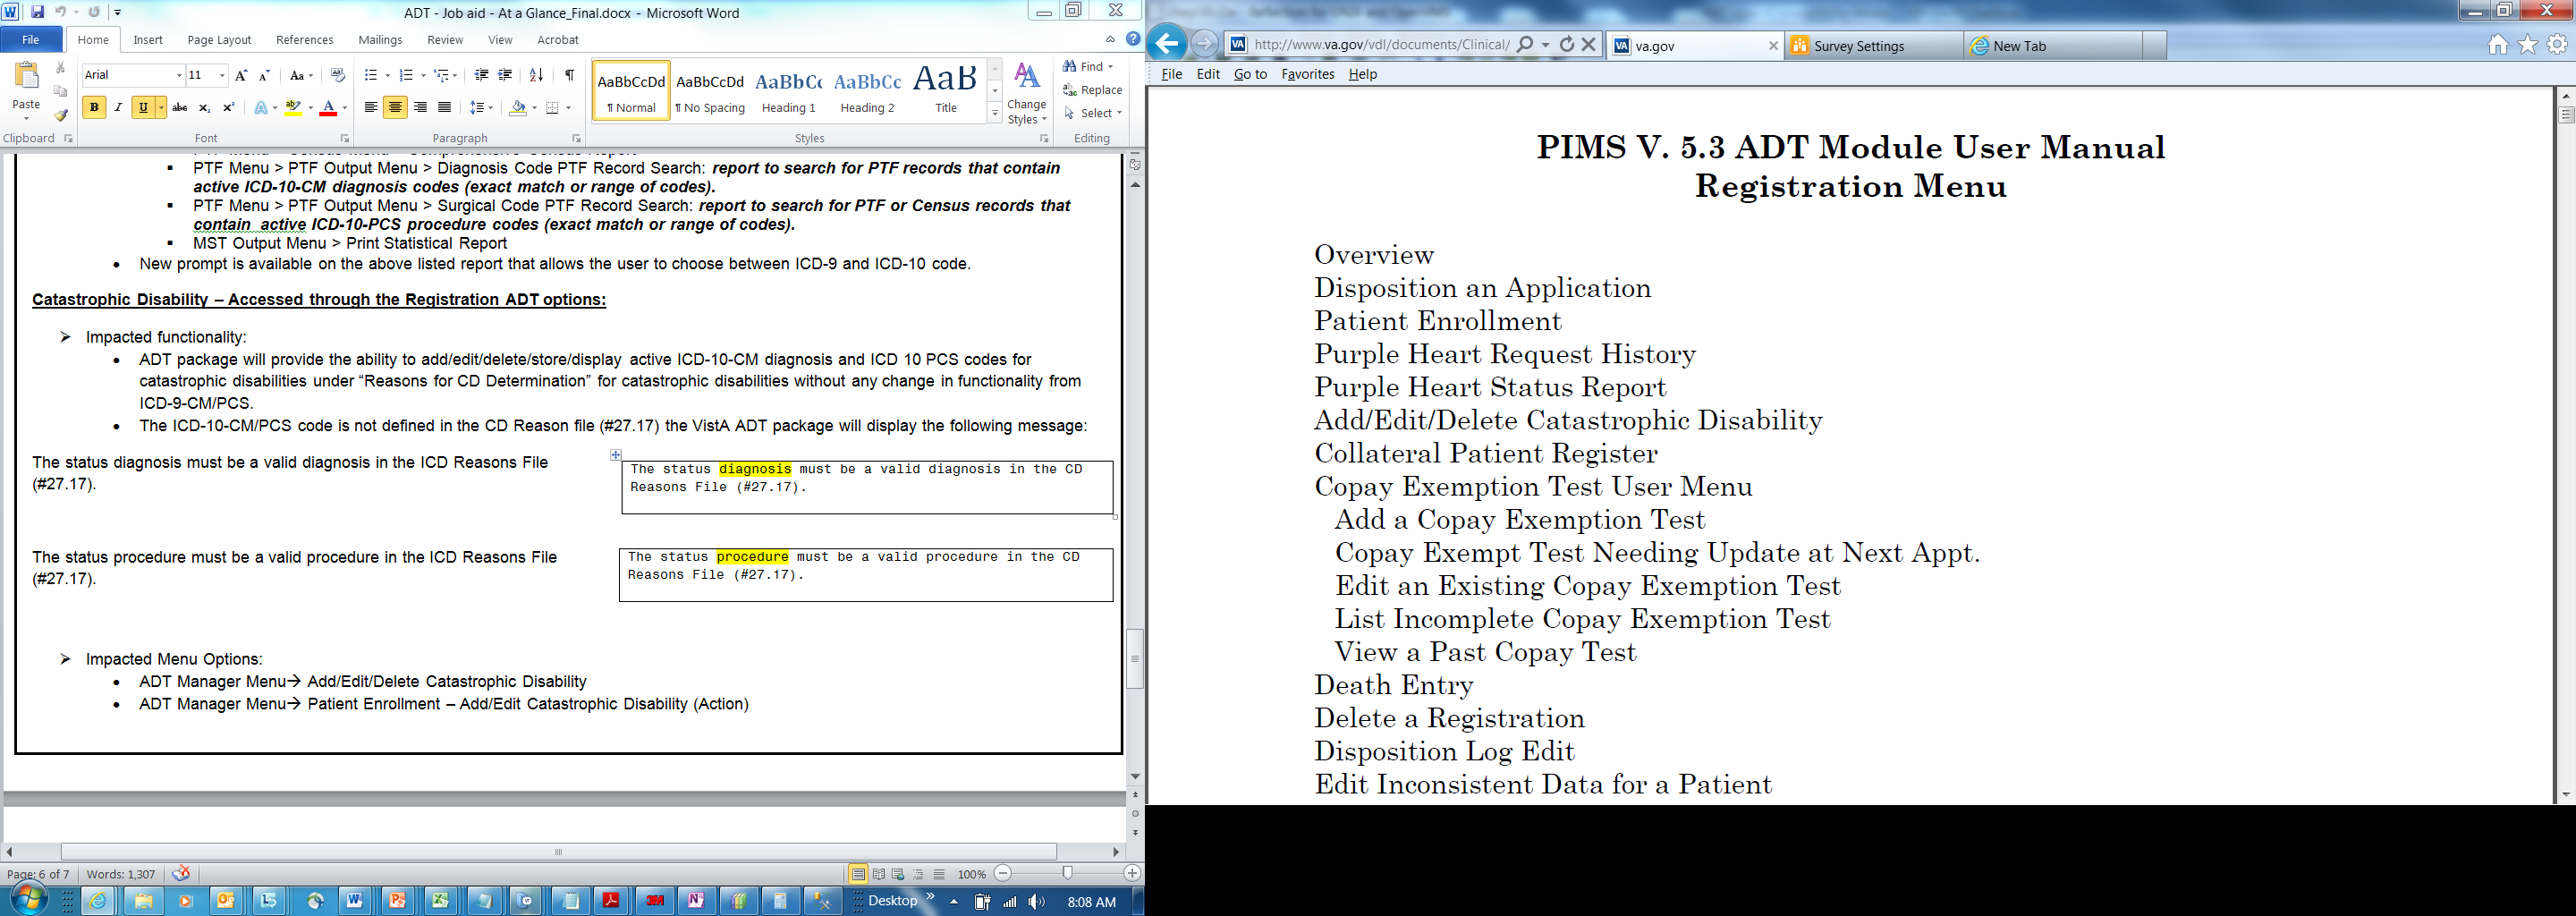 ADT - Job aid - At a Glance_Final.docx - Microsoft Word
File Home Insert Page Layout References Mailings Review View Acrobat
Paste
Clipboard
Arial 11
Font
Paragraph
AaBbCcDd AaBbCcDd AaBbCc AaBbCc AaB
¶ Normal ¶ No Spacing Heading 1 Heading 2 Title
Change Styles
Styles
Find
Replace
Select
Editing
▪ PTF Menu > PTF Output Menu > Diagnosis Code PTF Record Search: report to search for PTF records that contain
active ICD-10-CM diagnosis codes (exact match or range of codes).
▪ PTF Menu > PTF Output Menu > Surgical Code PTF Record Search: report to search for PTF or Census records that
contain active ICD-10-PCS procedure codes (exact match or range of codes).
▪ MST Output Menu > Print Statistical Report
• New prompt is available on the above listed report that allows the user to choose between ICD-9 and ICD-10 code.
Catastrophic Disability – Accessed through the Registration ADT options:
➢ Impacted functionality:
• ADT package will provide the ability to add/edit/delete/store/display active ICD-10-CM diagnosis and ICD 10 PCS codes for
catastrophic disabilities under “Reasons for CD Determination” for catastrophic disabilities without any change in functionality from
ICD-9-CM/PCS.
• The ICD-10-CM/PCS code is not defined in the CD Reason file (#27.17) the VistA ADT package will display the following message:
The status diagnosis must be a valid diagnosis in the ICD Reasons File
(#27.17).
The status diagnosis must be a valid diagnosis in the CD
Reasons File (#27.17).
The status procedure must be a valid procedure in the ICD Reasons File
(#27.17).
The status procedure must be a valid procedure in the CD
Reasons File (#27.17).
➢ Impacted Menu Options:
• ADT Manager Menu→ Add/Edit/Delete Catastrophic Disability
• ADT Manager Menu→ Patient Enrollment – Add/Edit Catastrophic Disability (Action)
Page: 6 of 7 Words: 1,307
100%
Desktop
8:08 AM
http://www.va.gov/vdl/documents/Clinical/
va.gov
Survey Settings
New Tab
File Edit Go to Favorites Help
PIMS V. 5.3 ADT Module User Manual
Registration Menu
Overview
Disposition an Application
Patient Enrollment
Purple Heart Request History
Purple Heart Status Report
Add/Edit/Delete Catastrophic Disability
Collateral Patient Register
Copay Exemption Test User Menu
Add a Copay Exemption Test
Copay Exempt Test Needing Update at Next Appt.
Edit an Existing Copay Exemption Test
List Incomplete Copay Exemption Test
View a Past Copay Test
Death Entry
Delete a Registration
Disposition Log Edit
Edit Inconsistent Data for a Patient